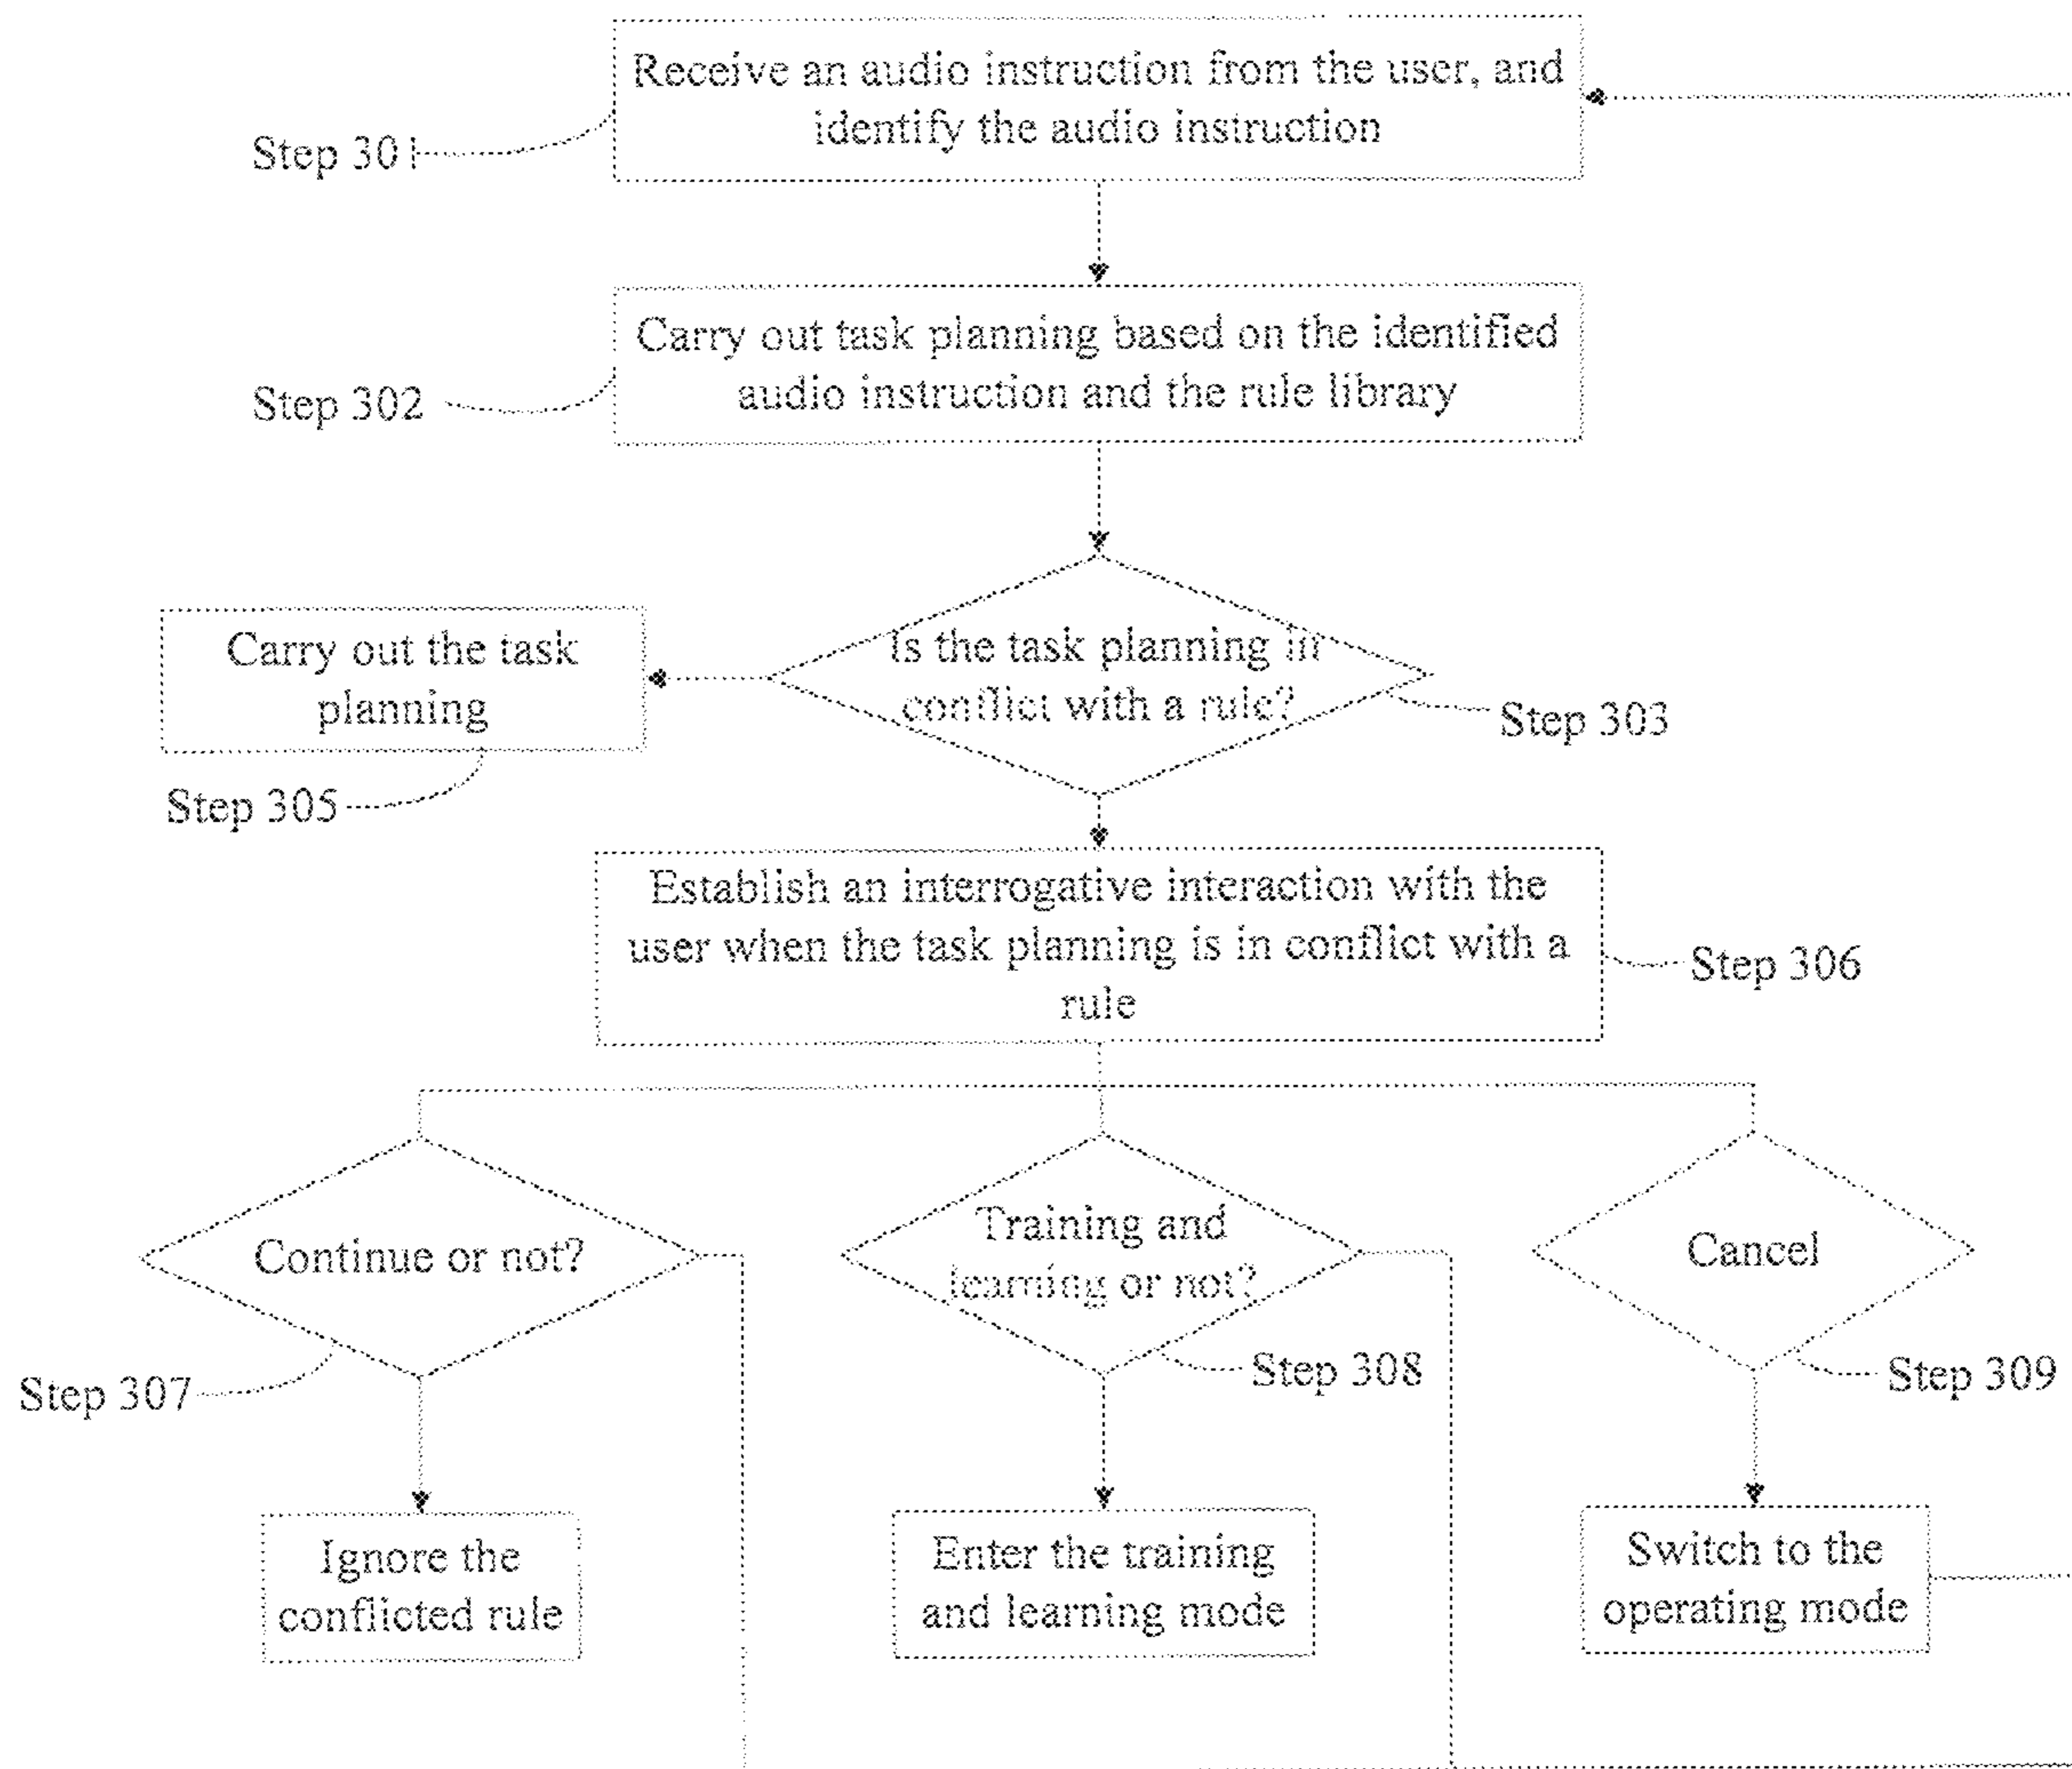 Receive an audio instruction from the user, and
identify the audio instruction
Step 301
Carry out task planning based on the identified
audio instruction and the rule library
Step 302
Is the task planning in
conflict with a rule?
Step 303
Carry out the task
planning
Step 305
Establish an interrogative interaction with the
user when the task planning is in conflict with a
rule
Step 306
Continue or not?
Step 307
Training and
learning or not?
Step 308
Cancel
Step 309
Ignore the
conflicted rule
Enter the training
and learning mode
Switch to the
operating mode